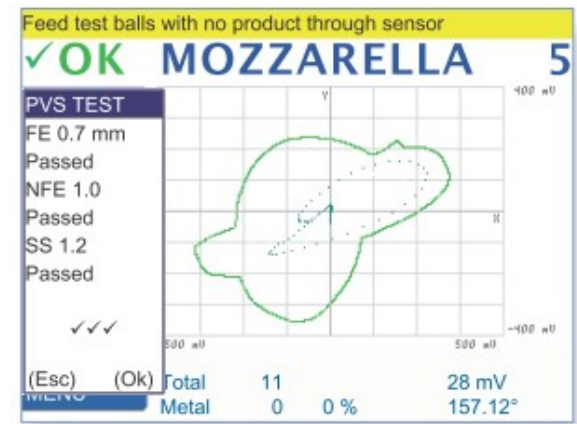 Feed test balls with no product through sensor
✓OK MOZZARELLA 5
PVS TEST
FE 0.7 mm
Passed
NFE 1.0
Passed
SS 1.2
Passed
✓✓✓
(Esc) (Ok)
MENU
Y
400 mV
X
-400 mV
500 mV
500 mV
Total 11 28 mV
Metal 0 0 % 157.12°